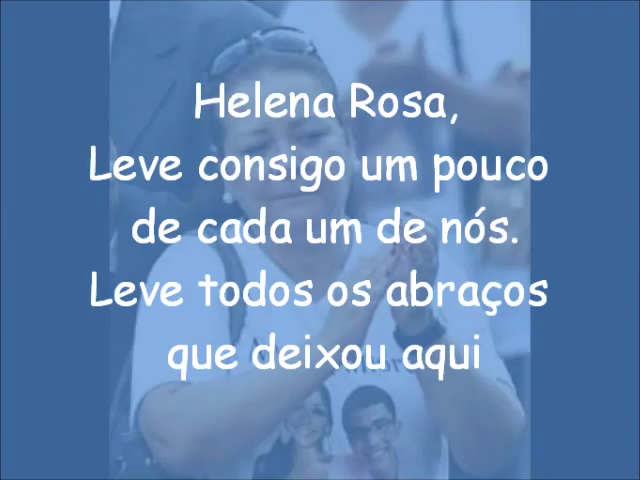 Helena Rosa,
Leve consigo um pouco
de cada um de nós.
Leve todos os abraços
que deixou aqui